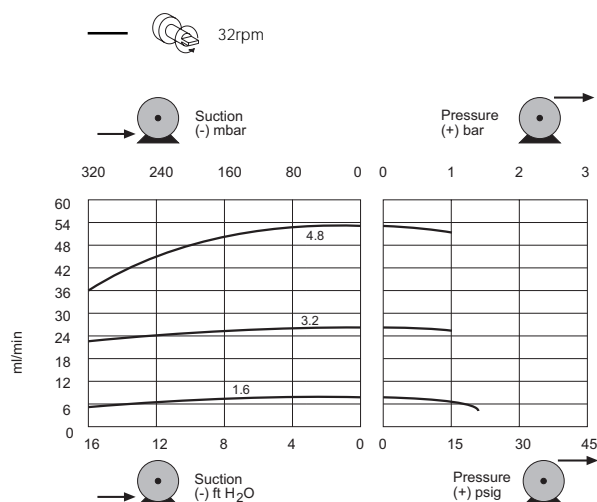 32rpm
Suction
(-) mbar
Pressure
(+) bar
320 240 160 80 0 0 1 2 3
60
54
4.8
48
42
36
30
3.2
24
18
12
1.6
6
0
ml/min
16 12 8 4 0 0 15 30 45
Suction
(-) ft H2O
Pressure
(+) psig